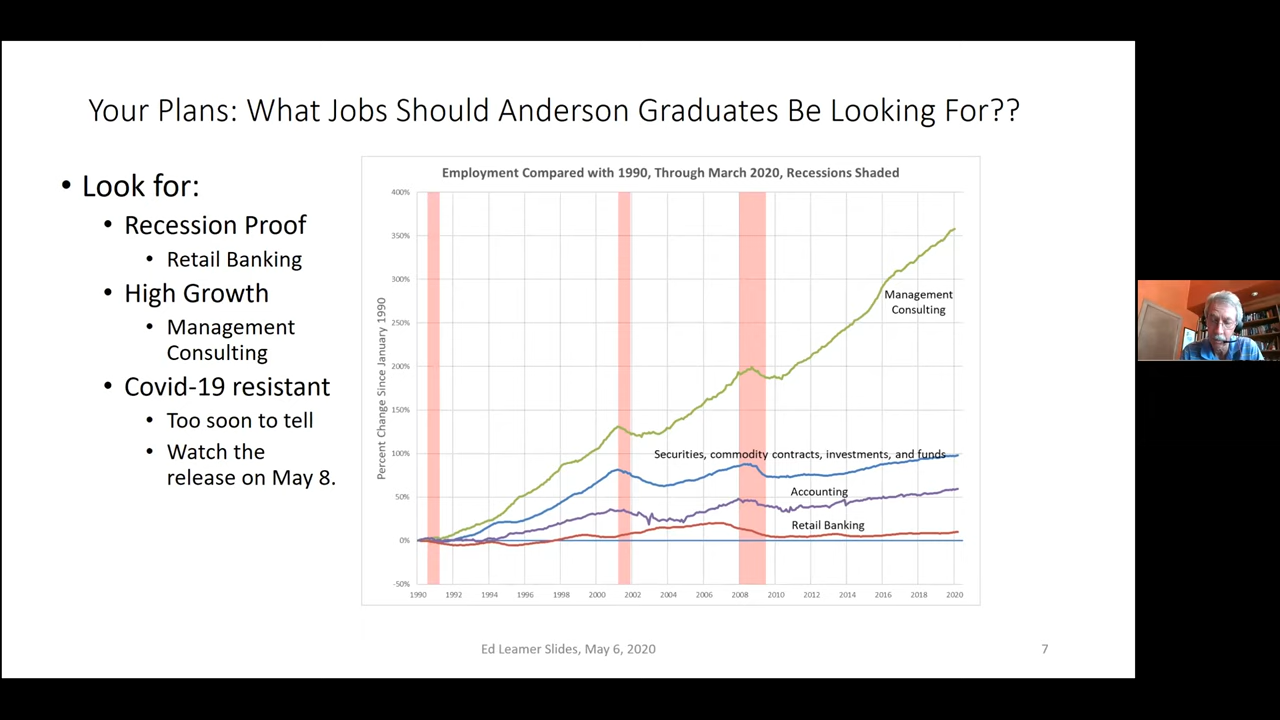 Your Plans: What Jobs Should Anderson Graduates Be Looking For??
• Look for:
• Recession Proof
• Retail Banking
• High Growth
• Management
Consulting
• Covid-19 resistant
• Too soon to tell
• Watch the
release on May 8.
Employment Compared with 1990, Through March 2020, Recessions Shaded
Percent Change Since January 1990
400%
350%
300%
250%
200%
150%
100%
50%
0%
-50%
Management
Consulting
Securities, commodity contracts, investments, and funds
Accounting
Retail Banking
1990 1992 1994 1996 1998 2000 2002 2004 2006 2008 2010 2012 2014 2016 2018 2020
Ed Leamer Slides, May 6, 2020
7